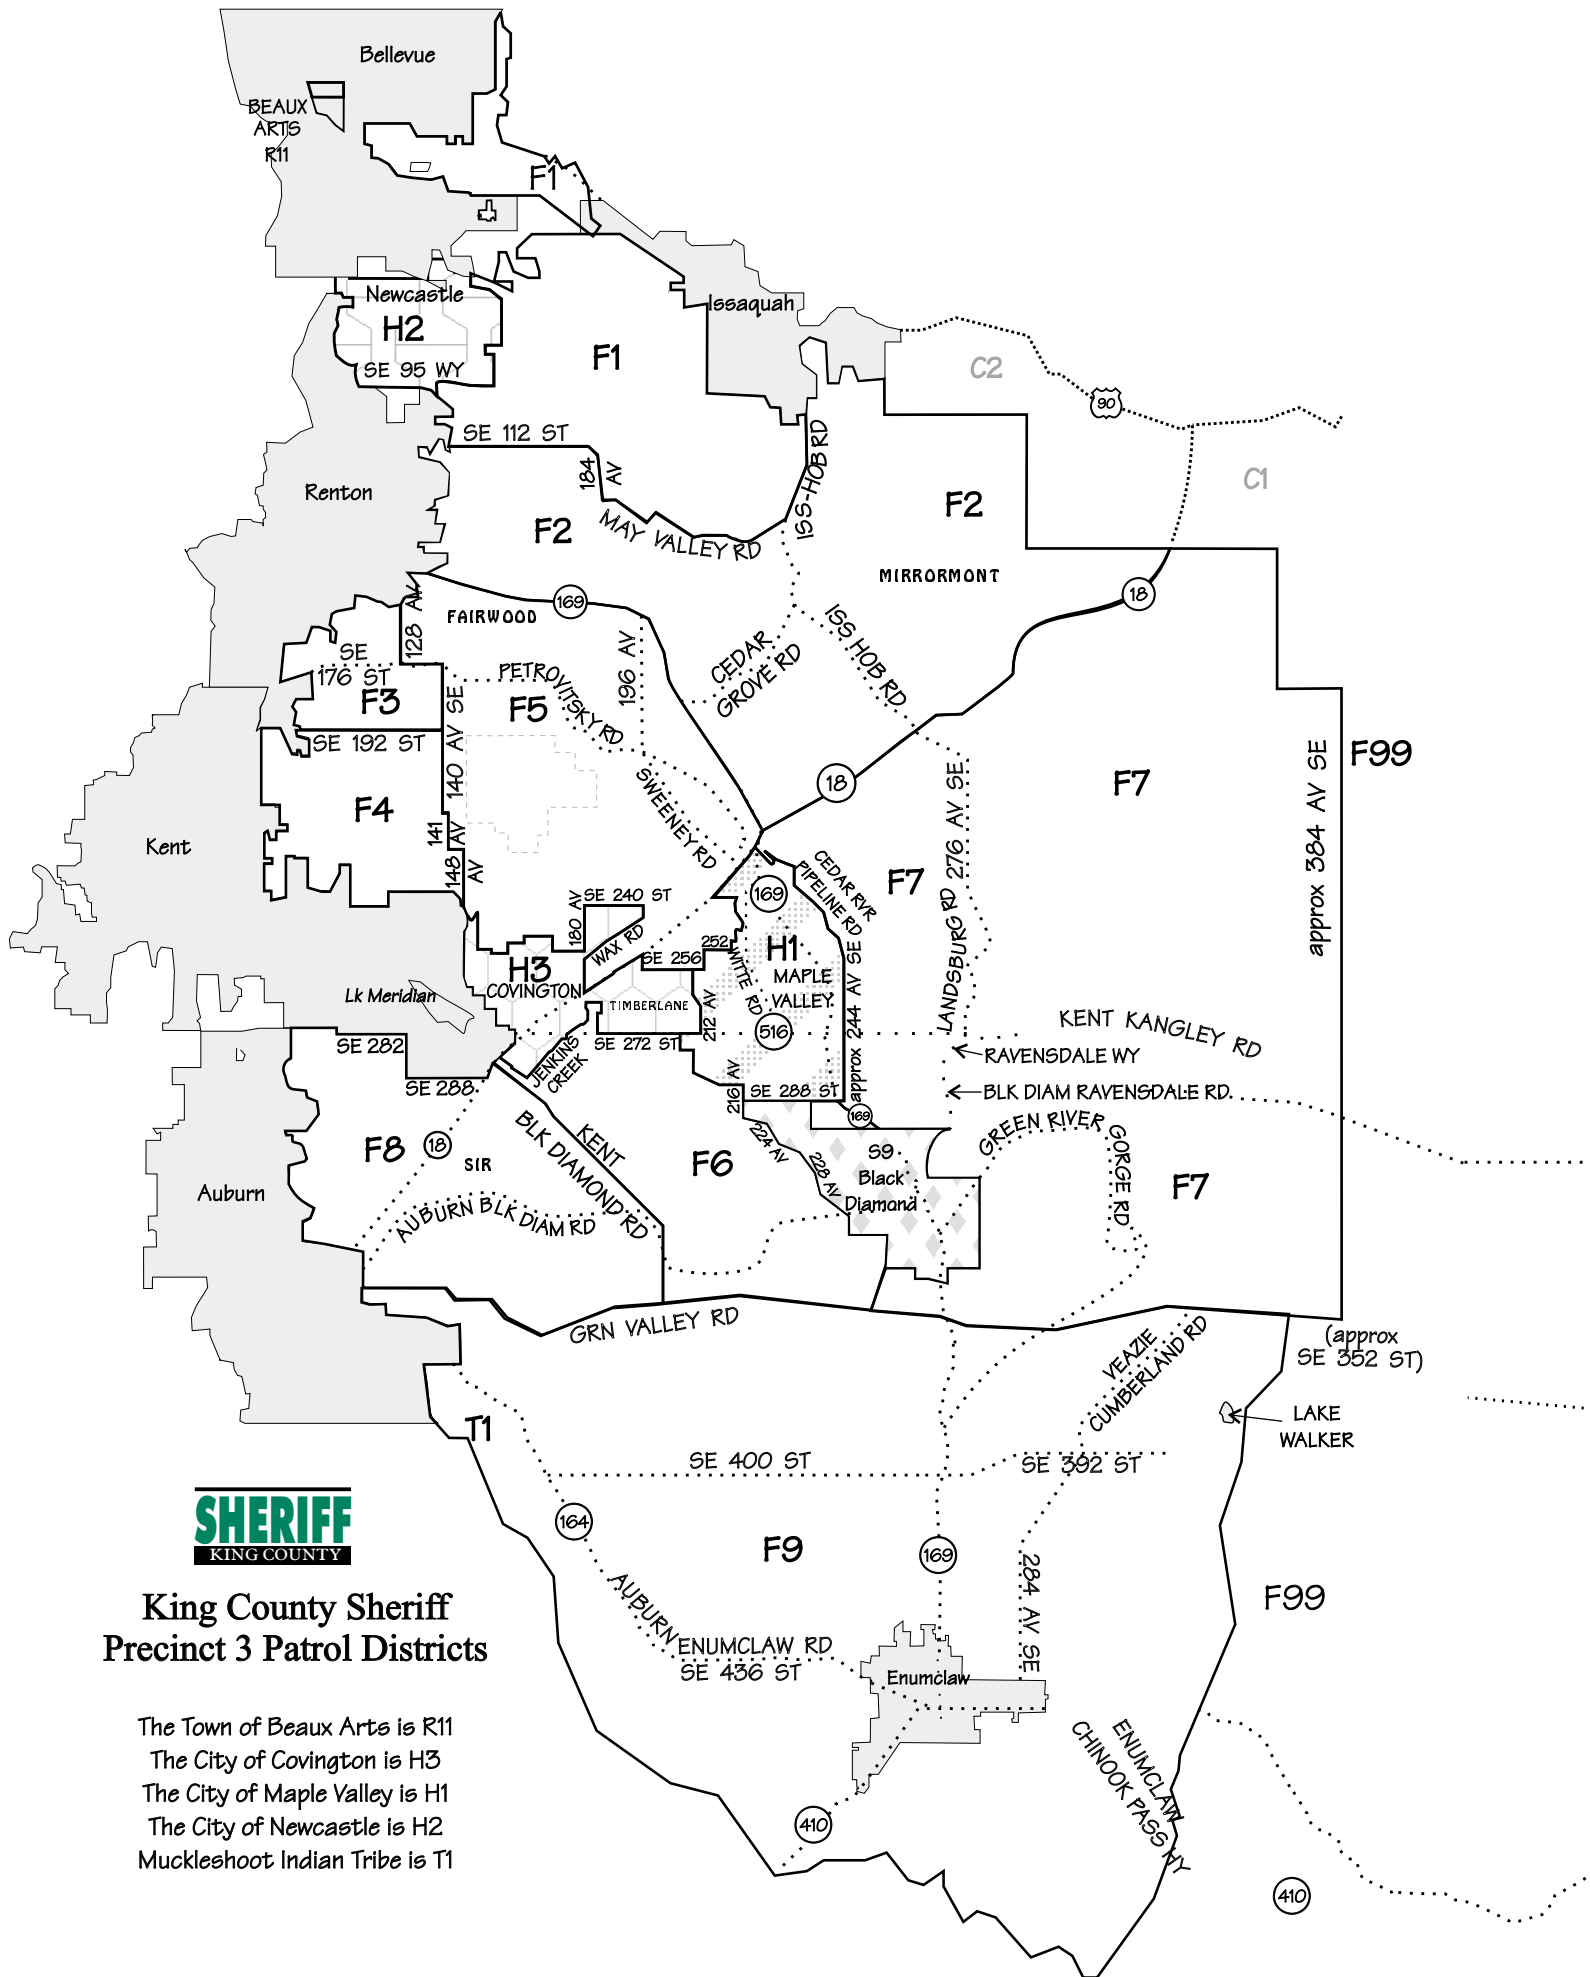 Bellevue
BEAUX
ARTS
R11
F1
Newcastle
H2
SE 95 WY
Issaquah
F1
C2
90
SE 112 ST
184
AV
ISS-HOB RD
C1
Renton
F2
MAY VALLEY RD
F2
MIRRORMONT
18
128 AV
FAIRWOOD
169
196 AV
CEDAR
GROVE RD
ISS HOB RD
SE
176 ST
F3
PETROVITSKY RD
F5
140 AV SE
SE 192 ST
F4
141
AV
148
AV
SWEENEY RD
18
F7
F99
approx 384 AV SE
Kent
CEDAR RVR
PIPELINE RD
F7
LANDSBURG RD 276 AV SE
169
SE 240 ST
180 AV
WAX RD
252
SE 256
WITTE RD
H1
MAPLE
VALLEY
approx 244 AV SE
H3
COVINGTON
TIMBERLANE
212 AV
516
Lk Meridian
SE 282
SE 272 ST
JENKINS
CREEK
KENT KANGLEY RD
RAVENSDALE WY
SE 288
216 AV
SE 288 ST
BLK DIAM RAVENSDALE RD.
169
GREEN RIVER GORGE RD
F8
18
SIR
KENT
BLK DIAMOND RD
F6
224 AV
228 AV
S9
Black
Diamond
F7
Auburn
AUBURN BLK DIAM RD
GRN VALLEY RD
(approx
SE 352 ST)
VEAZIE
CUMBERLAND RD
LAKE
WALKER
T1
SE 400 ST
SE 392 ST
164
F9
169
284 AV SE
F99
AUBURN
ENUMCLAW RD
SE 436 ST
Enumclaw
ENUMCLAW
CHINOOK PASS HY
410
410
SHERIFF
KING COUNTY
King County Sheriff
Precinct 3 Patrol Districts
The Town of Beaux Arts is R11
The City of Covington is H3
The City of Maple Valley is H1
The City of Newcastle is H2
Muckleshoot Indian Tribe is T1